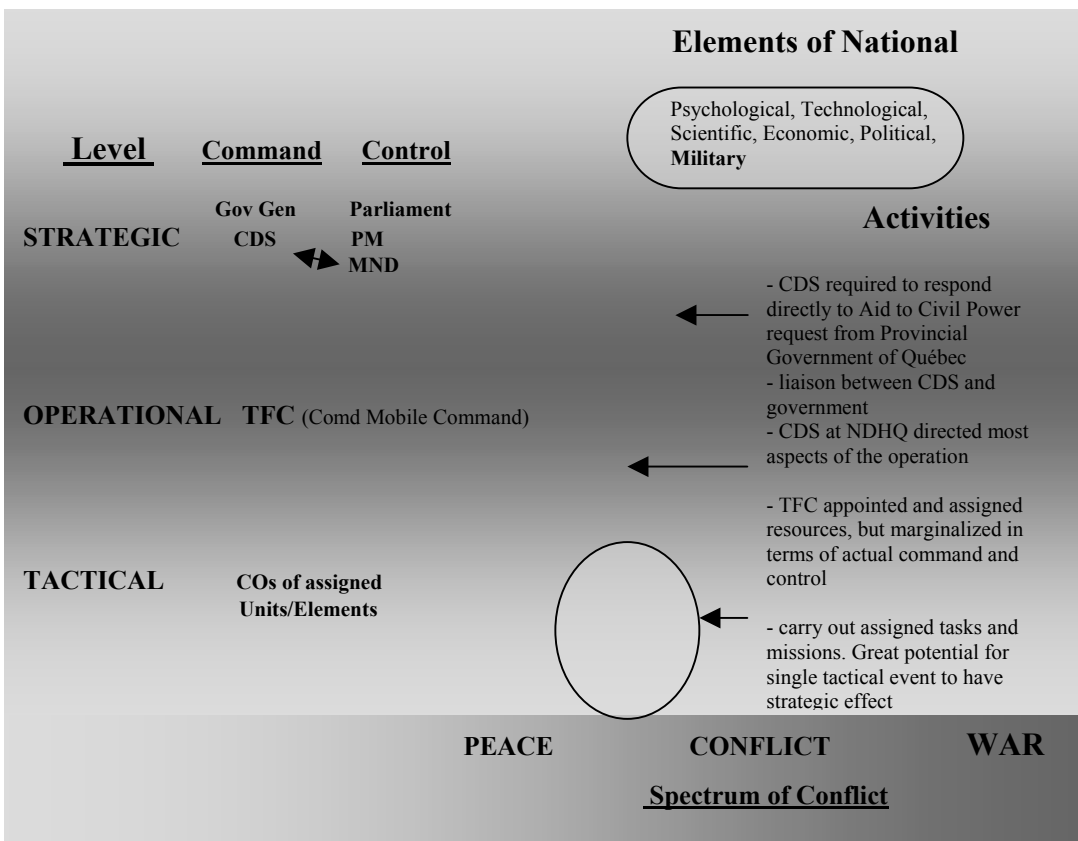 Elements of National
Psychological, Technological,
Scientific, Economic, Political,
Military
Level Command Control
Gov Gen Parliament
STRATEGIC CDS PM
MND
Activities
- CDS required to respond
directly to Aid to Civil Power
request from Provincial
Government of Québec
- liaison between CDS and
government
- CDS at NDHQ directed most
aspects of the operation
OPERATIONAL TFC (Comd Mobile Command)
- TFC appointed and assigned
resources, but marginalized in
terms of actual command and
control
TACTICAL COs of assigned
Units/Elements
- carry out assigned tasks and
missions. Great potential for
single tactical event to have
strategic effect
PEACE CONFLICT WAR
Spectrum of Conflict